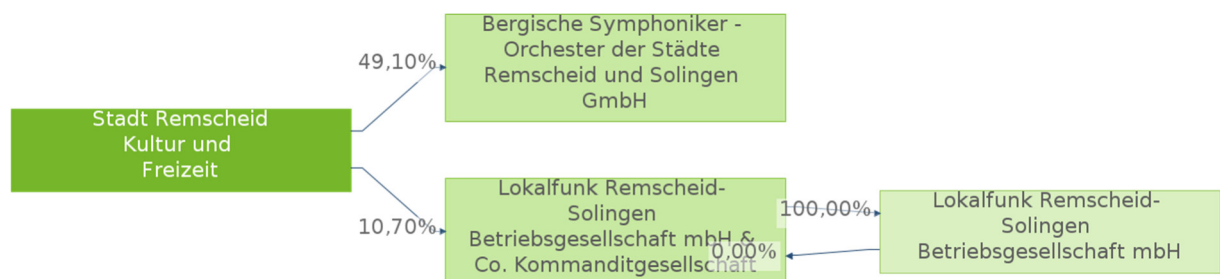 Stadt Remscheid
Kultur und
Freizeit
49,10%
Bergische Symphoniker -
Orchester der Städte
Remscheid und Solingen
GmbH
10,70%
Lokalfunk Remscheid-
Solingen
Betriebsgesellschaft mbH &
Co. Kommanditgesellschaft
100,00%
0,00%
Lokalfunk Remscheid-
Solingen
Betriebsgesellschaft mbH